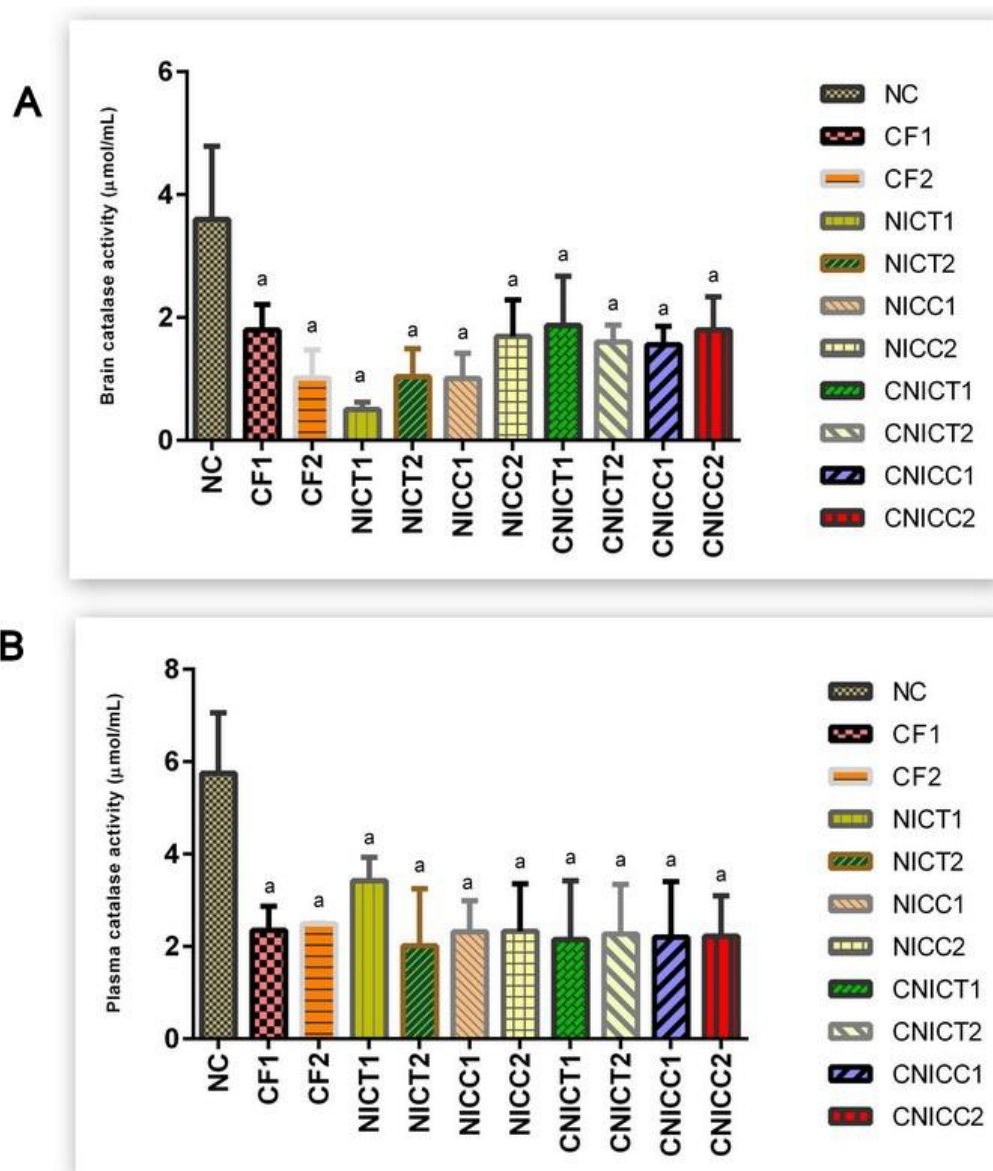 A
Brain catalase activity (μmol/mL)
6
4
2
0
a
a
a
a
a
a
a
a
a
a
NC
CF1
CF2
NICT1
NICT2
NICC1
NICC2
CNICT1
CNICT2
CNICC1
CNICC2
NC
CF1
CF2
NICT1
NICT2
NICC1
NICC2
CNICT1
CNICT2
CNICC1
CNICC2
B
Plasma catalase activity (μmol/mL)
8
6
4
2
0
a
a
a
a
a
a
a
a
a
a
NC
CF1
CF2
NICT1
NICT2
NICC1
NICC2
CNICT1
CNICT2
CNICC1
CNICC2
NC
CF1
CF2
NICT1
NICT2
NICC1
NICC2
CNICT1
CNICT2
CNICC1
CNICC2